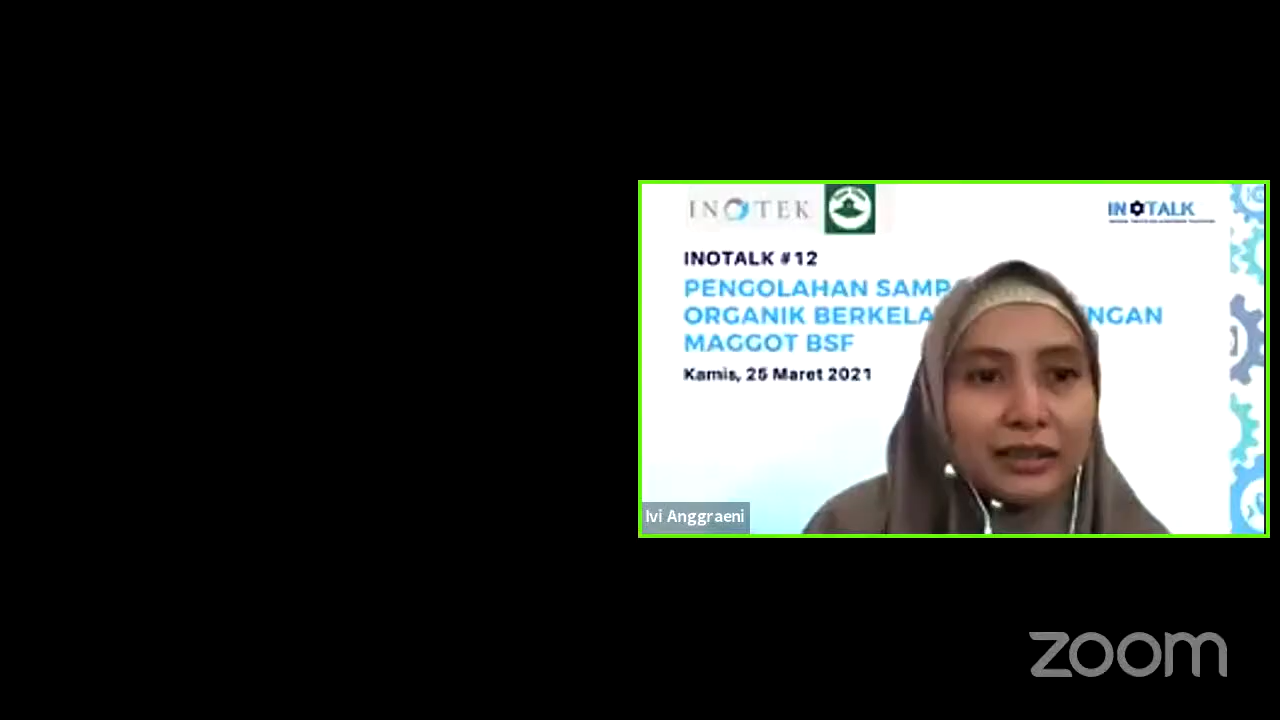 INOTEK
INOTALK
INOTALK #12
PENGOLAHAN SAMP
ORGANIK BERKELA NGAN
MAGGOT BSF
Kamis, 25 Maret 2021
Ivi Anggraeni
zoom